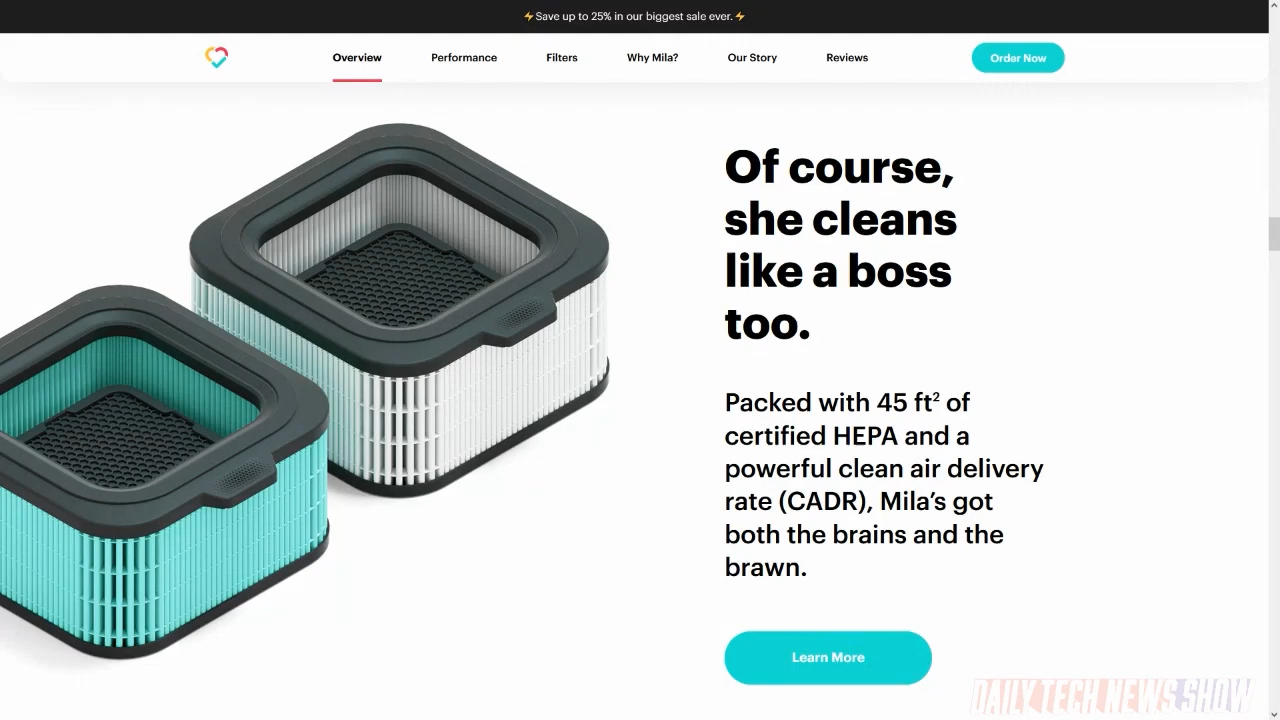 ⚡Save up to 25% in our biggest sale ever.⚡
Overview Performance Filters Why Mila? Our Story Reviews Order Now
Of course,
she cleans
like a boss
too.
Packed with 45 ft² of
certified HEPA and a
powerful clean air delivery
rate (CADR), Mila’s got
both the brains and the
brawn.
Learn More
DAILY TECH NEWS SHOW